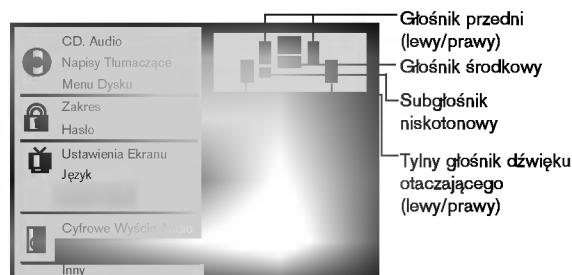 CD. Audio
Napisy Tłumaczące
Menu Dysku
Zakres
Hasło
Ustawienia Ekranu
Język
Cyfrowe Wyście Audio
Inny
Głośnik przedni
(lewy/prawy)
Głośnik środkowy
Subgłośnik
niskotonowy
Tylny głośnik dźwięku
otaczającego
(lewy/prawy)